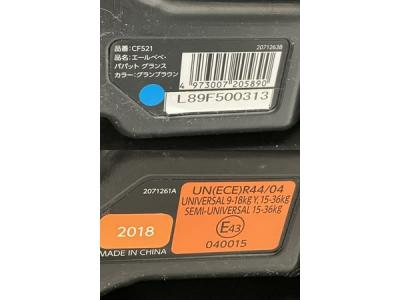 品番：CF521
2071263B
品名：エールベベ・
パパット グランス
カラー：グランブラウン
4 973007 205890
L89F500313
2071261A
2018
MADE IN CHINA
UN(ECE)R44/04
UNIVERSAL 9-18kg Y, 15-36kg
SEMI-UNIVERSAL 15-36kg
E43
040015